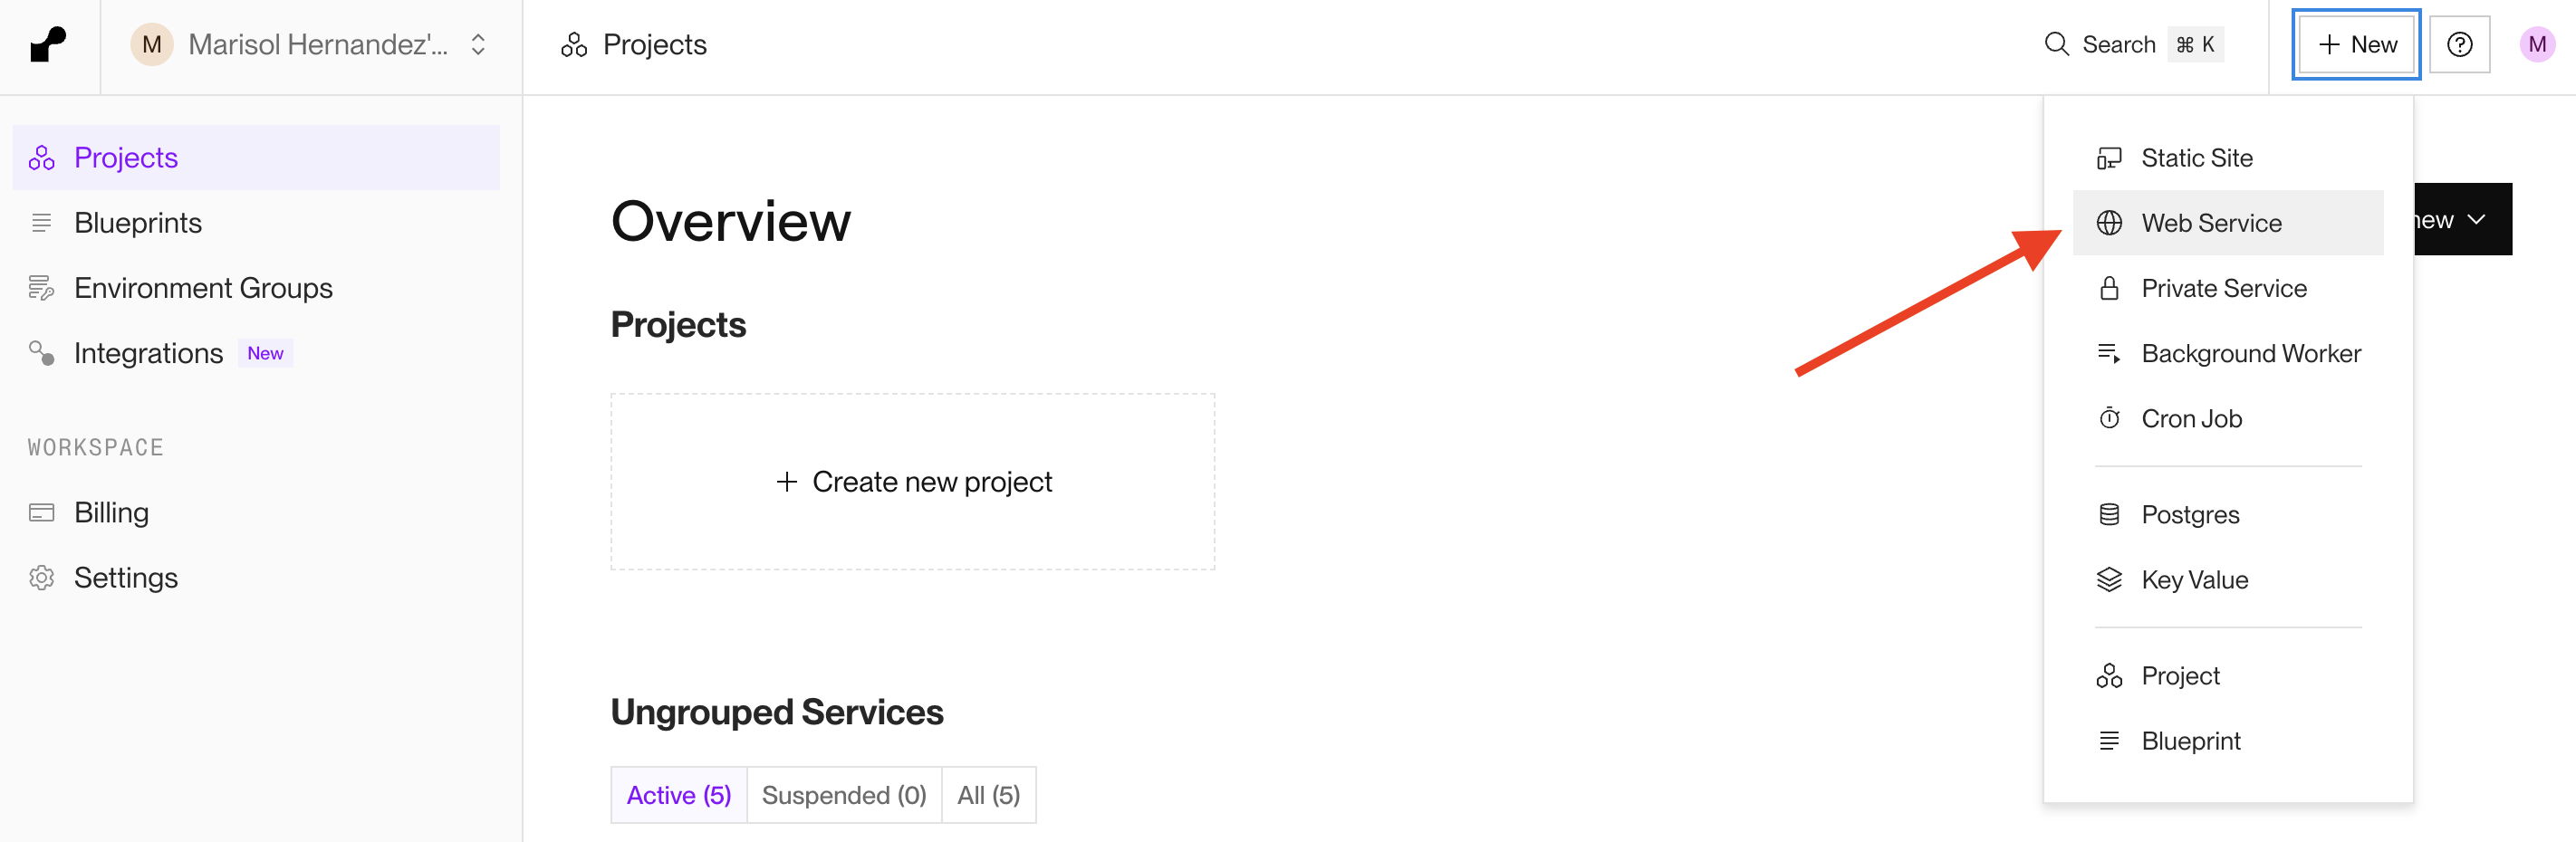 M Marisol Hernandez'...
Projects
Search ⌘ K
+ New
M
Projects
Blueprints
Environment Groups
Integrations New
WORKSPACE
Billing
Settings
Overview
new
Projects
+ Create new project
Ungrouped Services
Active (5) Suspended (0) All (5)
Static Site
Web Service
Private Service
Background Worker
Cron Job
Postgres
Key Value
Project
Blueprint